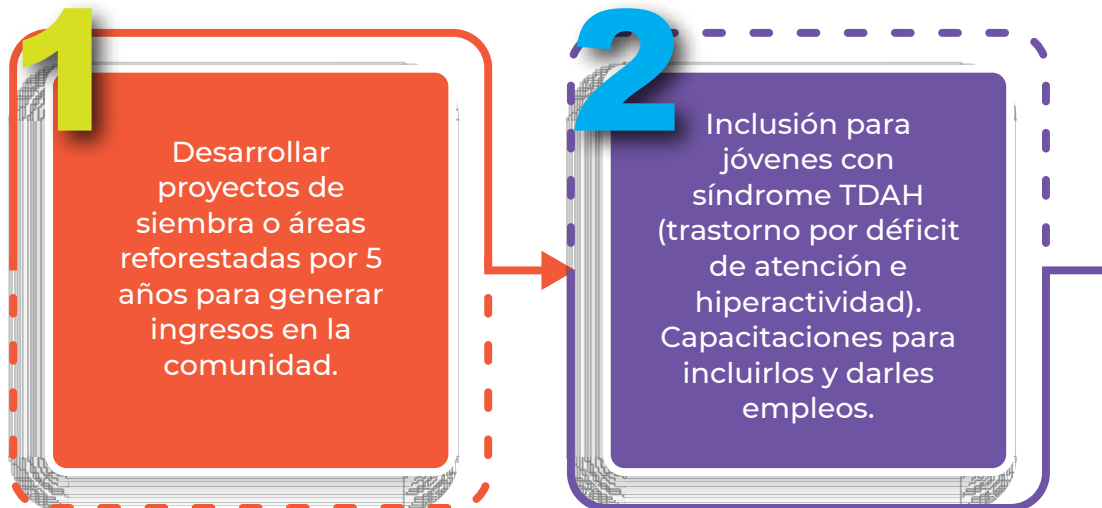 1
Desarrollar
proyectos de
siembra o áreas
reforestadas por 5
años para generar
ingresos en la
comunidad.
2
Inclusión para
jóvenes con
síndrome TDAH
(trastorno por déficit
de atención e
hiperactividad).
Capacitaciones para
incluirlos y darles
empleos.